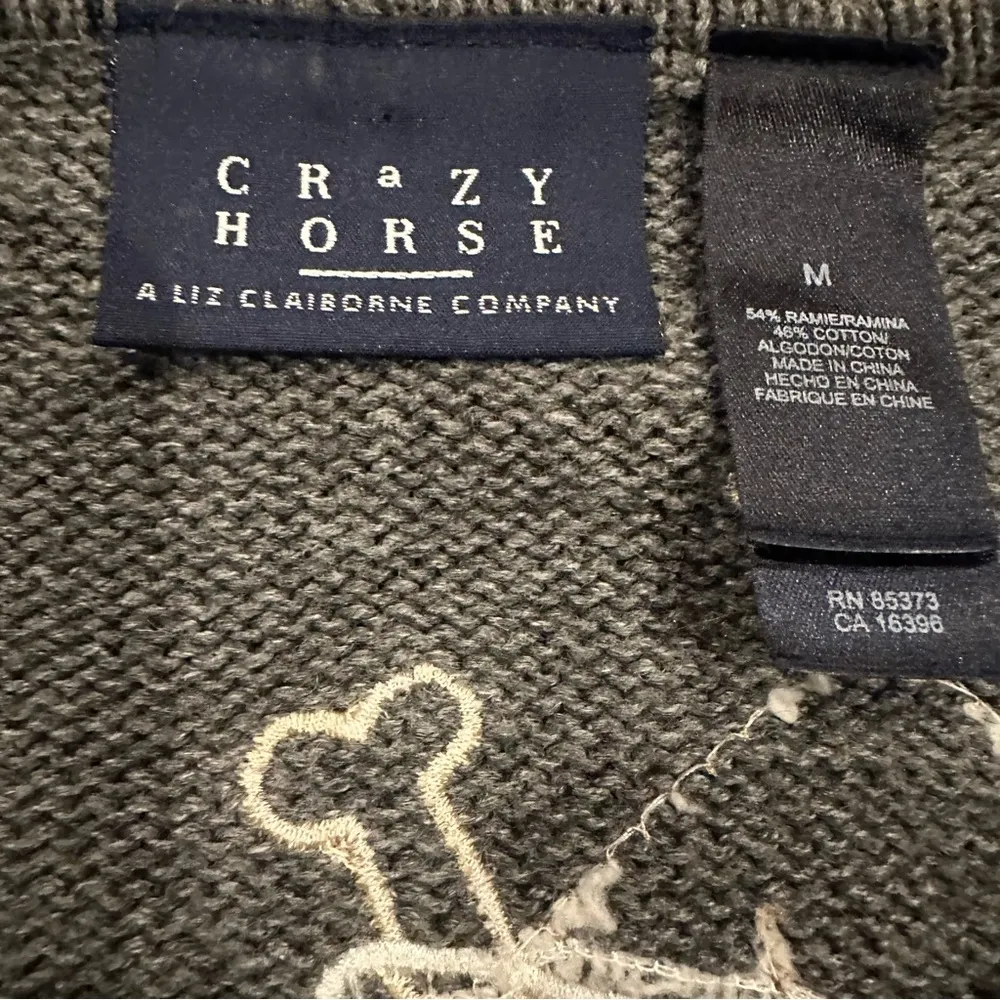 CRaZY
HORSE
A LIZ CLAIBORNE COMPANY
M
54% RAMIE/RAMINA
46% COTTON/
ALGODON/COTON
MADE IN CHINA
HECHO EN CHINA
FABRIQUE EN CHINE
RN 85373
CA 16396